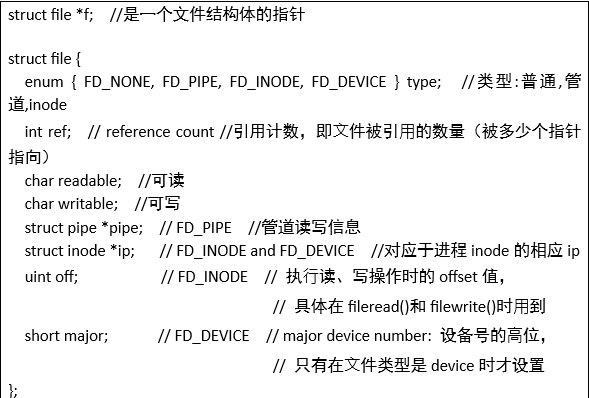 struct file *f; //是一个文件结构体的指针
struct file {
enum { FD_NONE, FD_PIPE, FD_INODE, FD_DEVICE } type; //类型:普通,管
道,inode
int ref; // reference count //引用计数，即文件被引用的数量（被多少个指针
指向）
char readable; //可读
char writable; //可写
struct pipe *pipe; // FD_PIPE //管道读写信息
struct inode *ip; // FD_INODE and FD_DEVICE //对应于进程 inode 的相应 ip
uint off; // FD_INODE // 执行读、写操作时的 offset 值，
// 具体在 fileread()和 filewrite()时用到
short major; // FD_DEVICE // major device number: 设备号的高位，
// 只有在文件类型是 device 时才设置
};